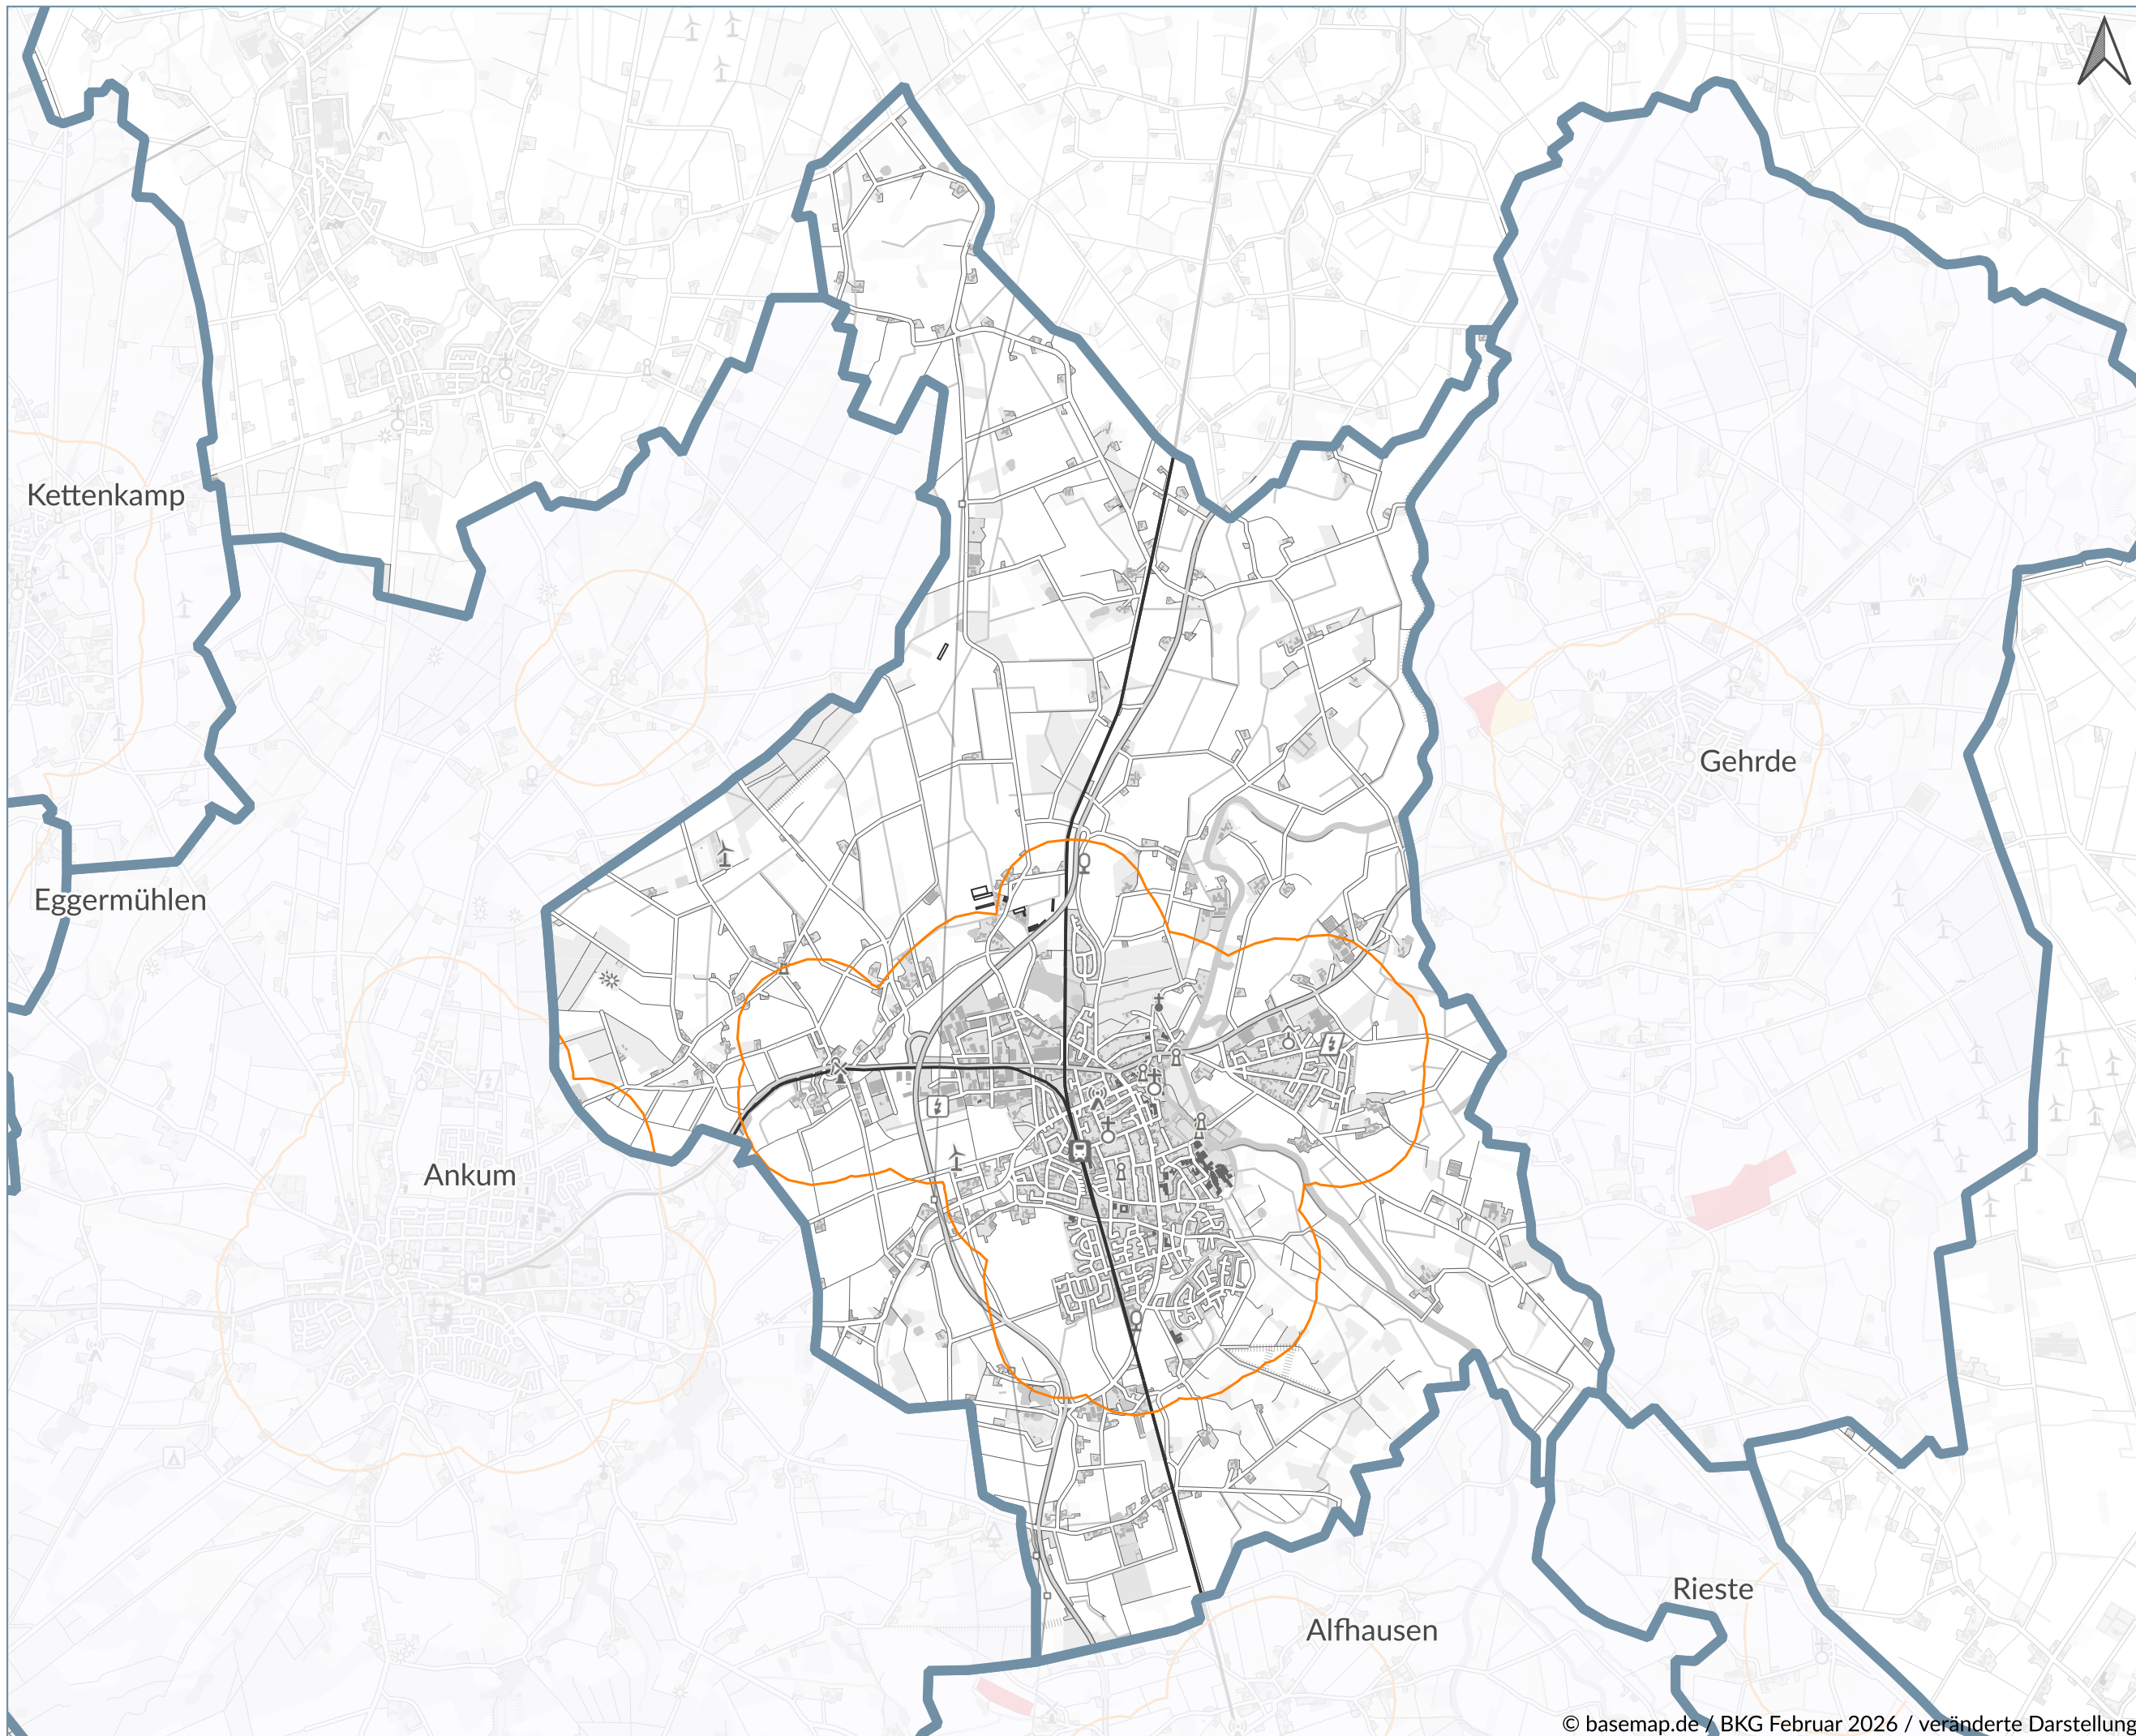 Kettenkamp
Gehrde
Eggermühlen
Ankum
Rieste
Alfhausen
© basemap.de / BKG Februar 2026 / veränderte Darstellung